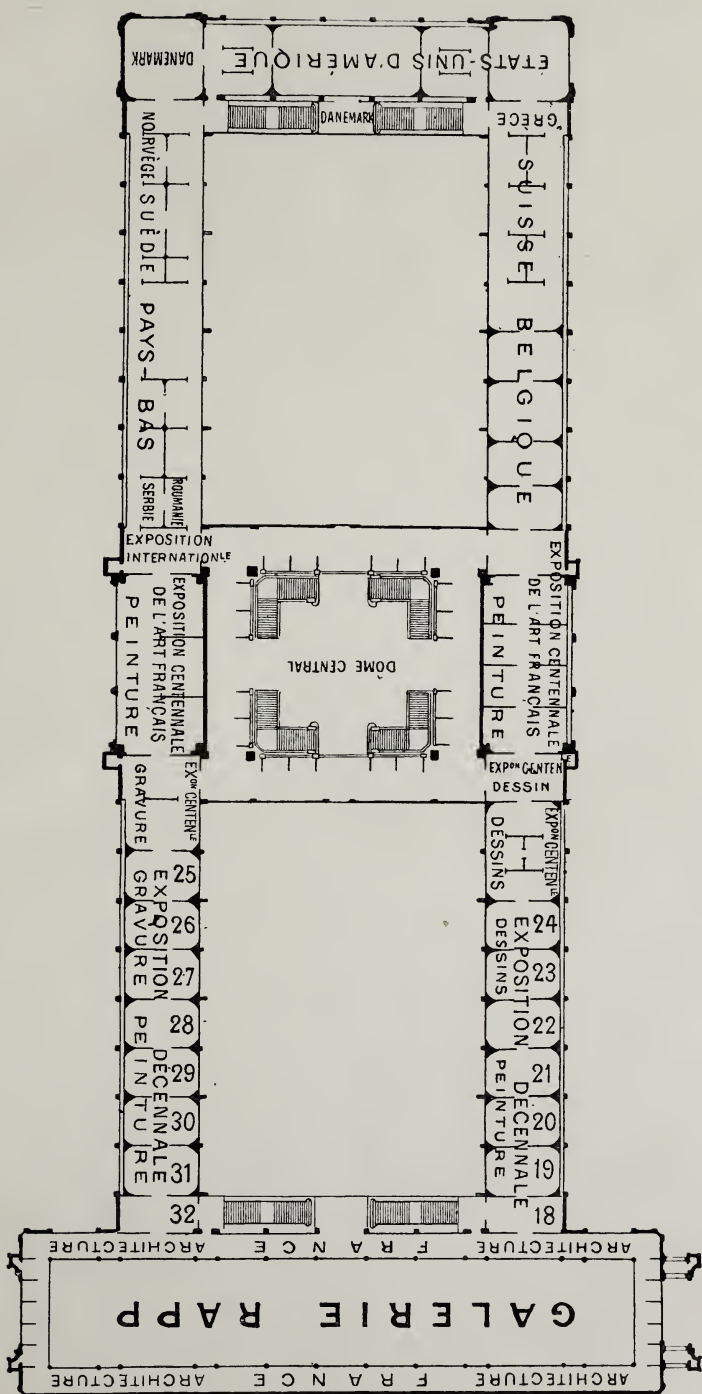 DANEMARK
ÉTATS-UNIS D'AMÉRIQUE
DANEMARK
GRÈCE
NORVÈGE
SUÈDE
PAYS-BAS
ROUMANIE
SERBIE
SUISSE
BELGIQUE
EXPOSITION
INTERNATIONLE
EXPOSITION CENTENNALE
DE L'ART FRANÇAIS
PEINTURE
DÔME CENTRAL
EXPOSITION CENTENNALE
DE L'ART FRANÇAIS
PEINTURE
EXPON CENTENLE
GRAVURE
EXPON CENTENLE
DESSIN
EXPON CENTENLE
DESSINS
25
26
27
28
29
30
31
32
EXPOSITION DÉCENNALE
GRAVURE
PEINTURE
24
23
22
21
20
19
18
EXPOSITION DÉCENNALE
DESSINS
PEINTURE
ARCHITECTURE FRANCE ARCHITECTURE
GALERIE RAPP
ARCHITECTURE FRANCE ARCHITECTURE